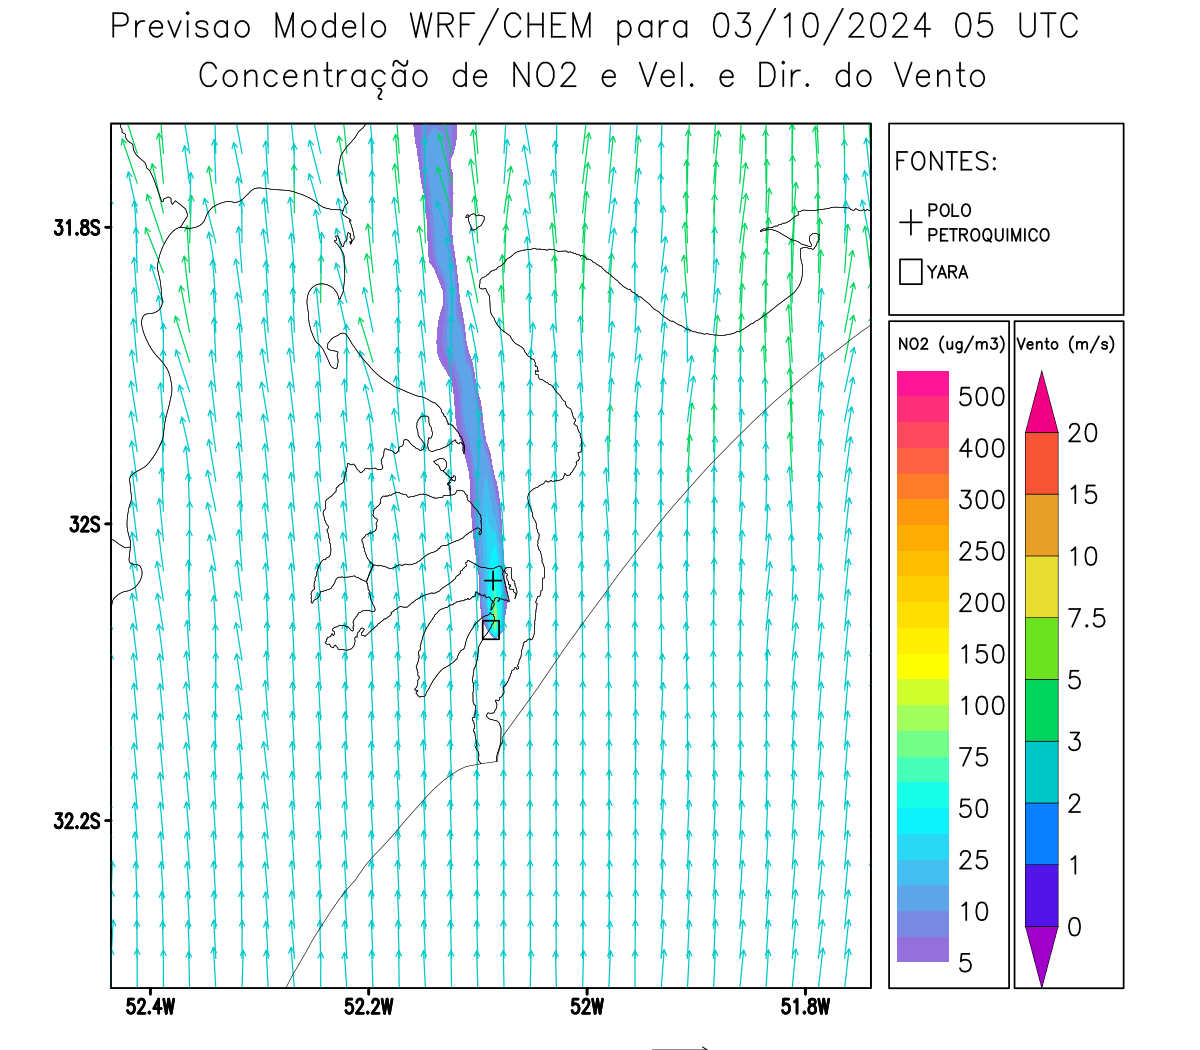 Previsao Modelo WRF/CHEM para 03/10/2024 05 UTC
Concentração de NO2 e Vel. e Dir. do Vento
FONTES:
POLO
PETROQUIMICO
YARA
NO2 (ug/m3)
500
400
300
250
200
150
100
75
50
25
10
5
Vento (m/s)
20
15
10
7.5
5
3
2
1
0
31.8S
32S
32.2S
52.4W
52.2W
52W
51.8W